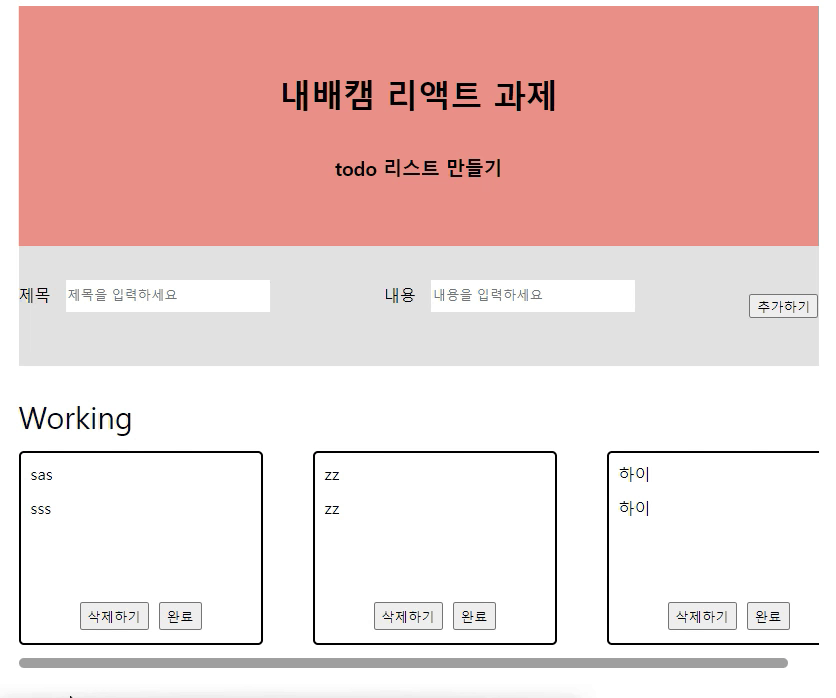 내배캠 리액트 과제
todo 리스트 만들기
제목 제목을 입력하세요 내용 내용을 입력하세요 추가하기
Working
sas zz 하이
sss zz 하이
삭제하기 완료 삭제하기 완료 삭제하기 완료